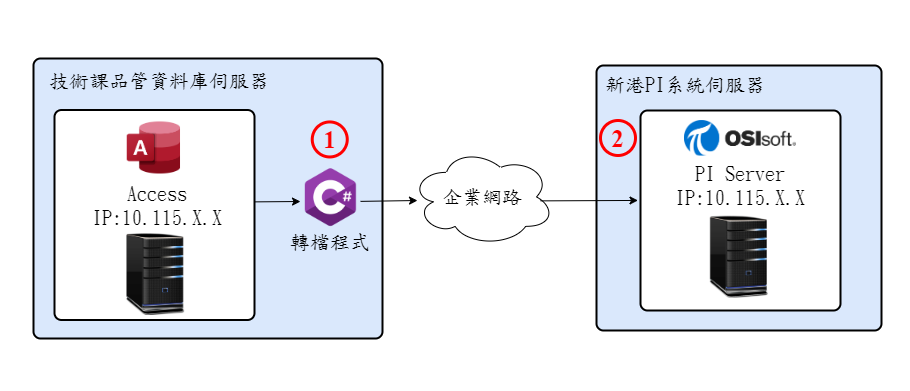 技術課品管資料庫伺服器
A
Access
IP:10.115.X.X
1
C#
轉檔程式
企業網路
新港PI系統伺服器
2
OSIsoft®
PI Server
IP:10.115.X.X